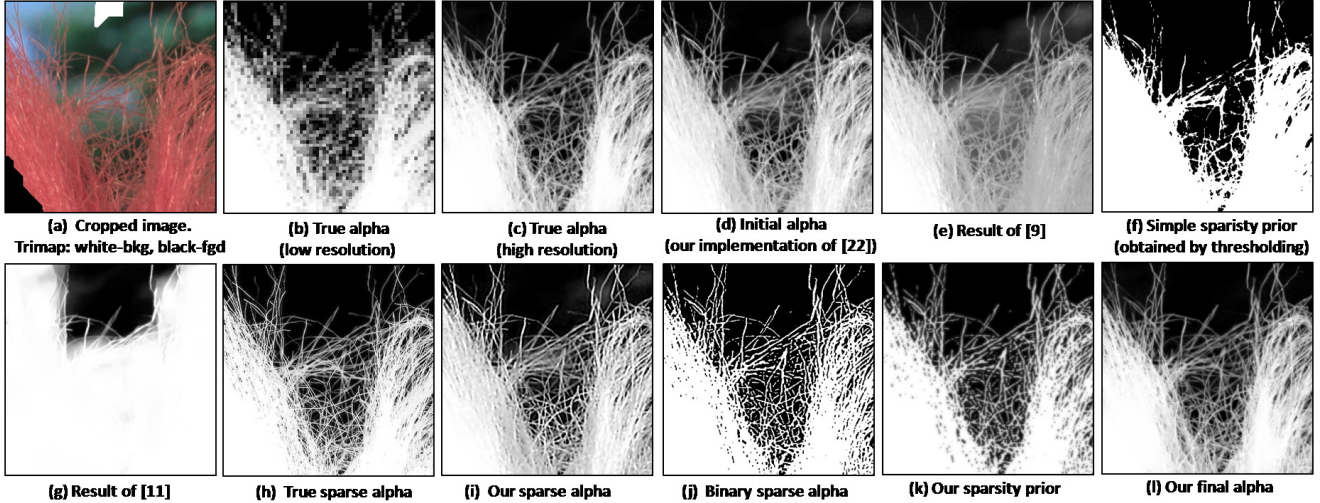 (a) Cropped image.
Trimap: white-bkg, black-fgd
(b) True alpha
(low resolution)
(c) True alpha
(high resolution)
(d) Initial alpha
(our implementation of [22])
(e) Result of [9]
(f) Simple sparisty prior
(obtained by thresholding)
(g) Result of [11]
(h) True sparse alpha
(i) Our sparse alpha
(j) Binary sparse alpha
(k) Our sparsity prior
(l) Our final alpha